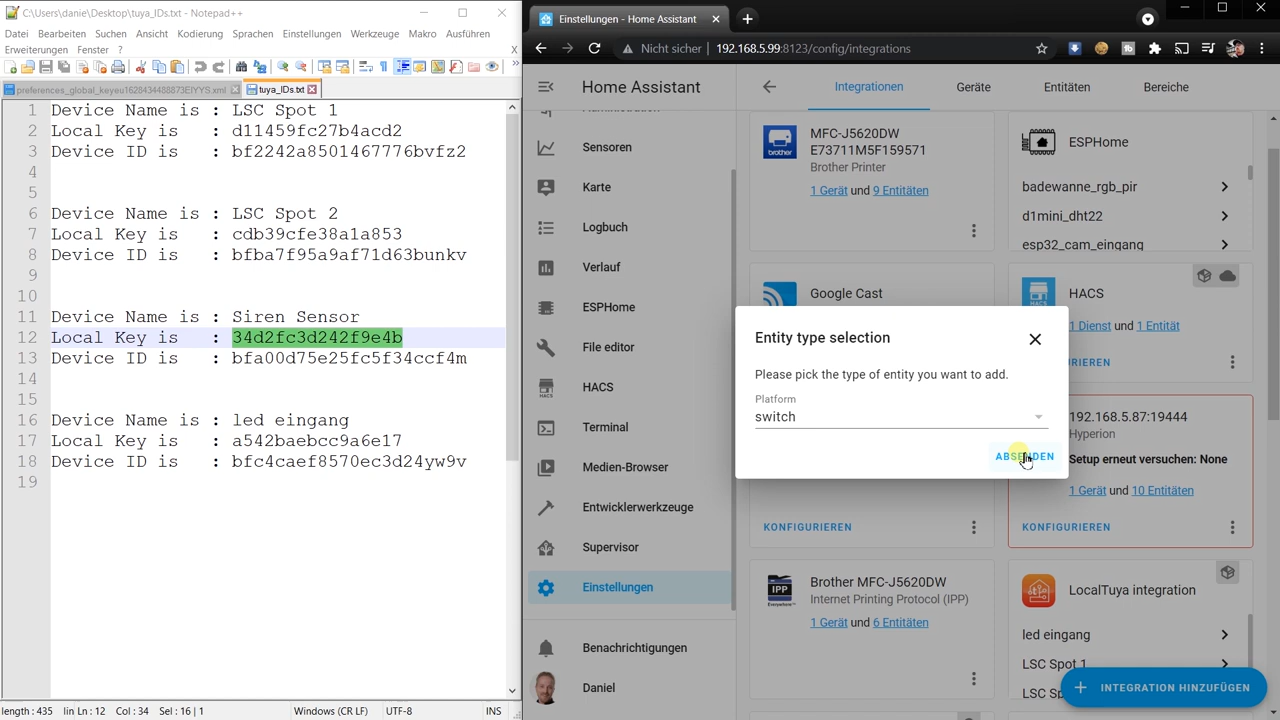 C:\Users\danie\Desktop\tuya_IDs.txt - Notepad++
Datei Bearbeiten Suchen Ansicht Kodierung Sprachen Einstellungen Werkzeuge Makro Ausführen
Erweiterungen Fenster ? X
preferences_global_keyeu1628434488873EIYYS.xml tuya_IDs.txt
1 Device Name is : LSC Spot 1
2 Local Key is : d11459fc27b4acd2
3 Device ID is : bf2242a8501467776bvfz2
4
5
6 Device Name is : LSC Spot 2
7 Local Key is : cdb39cfe38a1a853
8 Device ID is : bfba7f95a9af71d63bunkv
9
10
11 Device Name is : Siren Sensor
12 Local Key is : 34d2fc3d242f9e4b
13 Device ID is : bfa00d75e25fc5f34ccf4m
14
15
16 Device Name is : led eingang
17 Local Key is : a542baebcc9a6e17
18 Device ID is : bfc4caef8570ec3d24yw9v
19
length : 435 lin Ln : 12 Col : 34 Sel : 16 | 1 Windows (CR LF) UTF-8 INS
Einstellungen - Home Assistant
Nicht sicher | 192.168.5.99:8123/config/integrations
Home Assistant
Sensoren
Karte
Logbuch
Verlauf
ESPHome
File editor
HACS
Terminal
Medien-Browser
Entwicklerwerkzeuge
Supervisor
Einstellungen
Benachrichtigungen
Daniel
Integrationen Geräte Entitäten Bereiche
brother
MFC-J5620DW
E73711M5F159571
Brother Printer
1 Gerät und 9 Entitäten
ESPHome
badewanne_rgb_pir
d1mini_dht22
esp32_cam_eingang
Google Cast
HACS
HACS
1 Dienst und 1 Entität
Entity type selection
Please pick the type of entity you want to add.
Platform
switch
ABSENDEN
192.168.5.87:19444
Hyperion
Setup erneut versuchen: None
1 Gerät und 10 Entitäten
KONFIGURIEREN
KONFIGURIEREN
IPP
Everywhere
Brother MFC-J5620DW
Internet Printing Protocol (IPP)
1 Gerät und 6 Entitäten
LocalTuya integration
led eingang
LSC Spot 1
INTEGRATION HINZUFÜGEN